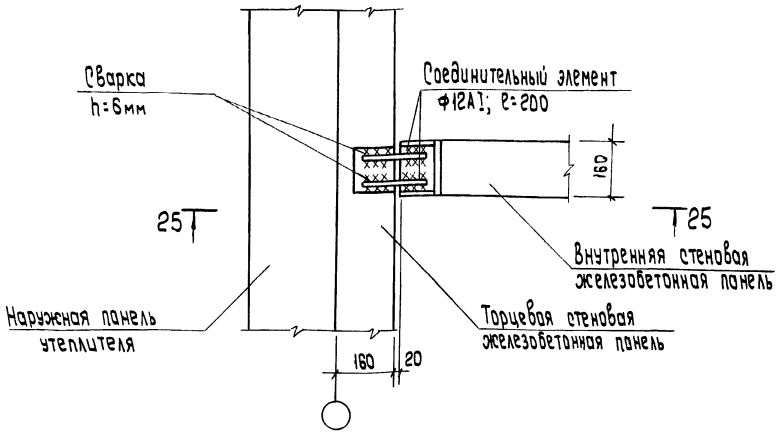 Сварка
h=6мм
Соединительный элемент
ф12АI; ℓ=200
160
25
25
Внутренняя стеновая
железобетонная панель
Наружная панель
утеплителя
Торцевая стеновая
железобетонная панель
160
20